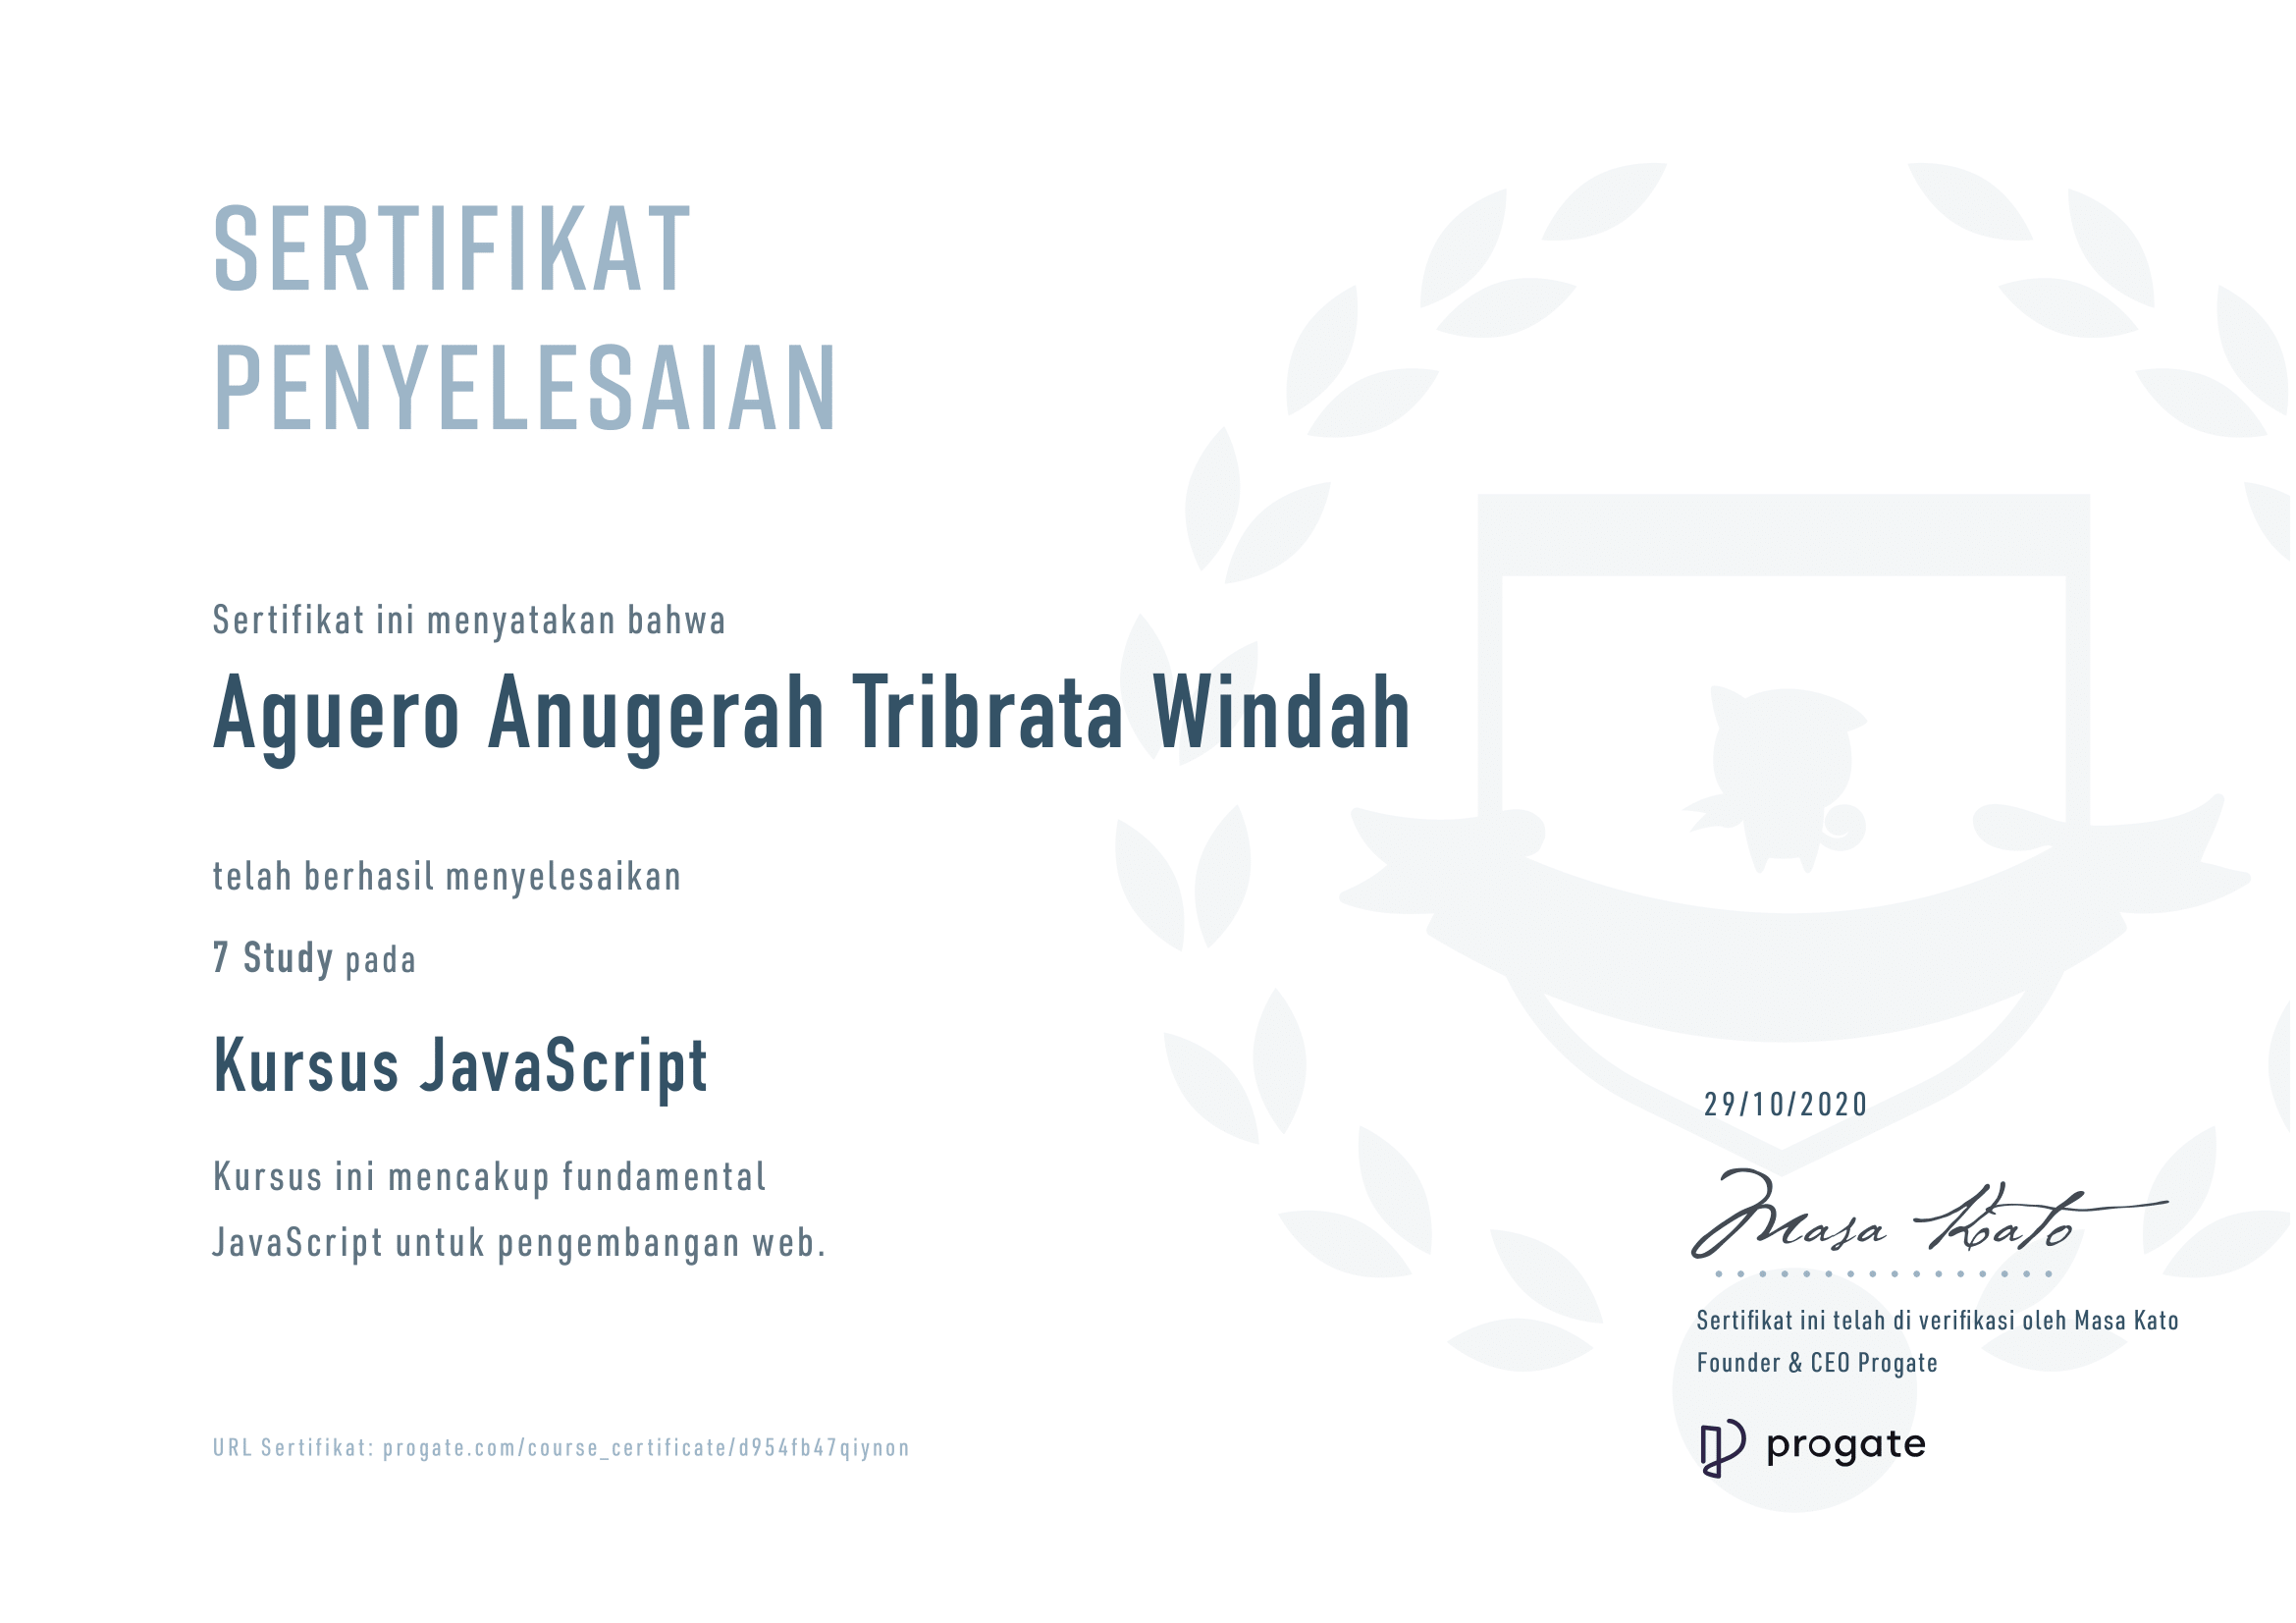 SERTIFIKAT
PENYELESAIAN
Sertifikat ini menyatakan bahwa
Aguero Anugerah Tribrata Windah
telah berhasil menyelesaikan
7 Study pada
Kursus JavaScript
Kursus ini mencakup fundamental
JavaScript untuk pengembangan web.
29/10/2020
Masa Kato
Sertifikat ini telah di verifikasi oleh Masa Kato
Founder & CEO Progate
progate
URL Sertifikat: progate.com/course_certificate/d954fb47qiynon